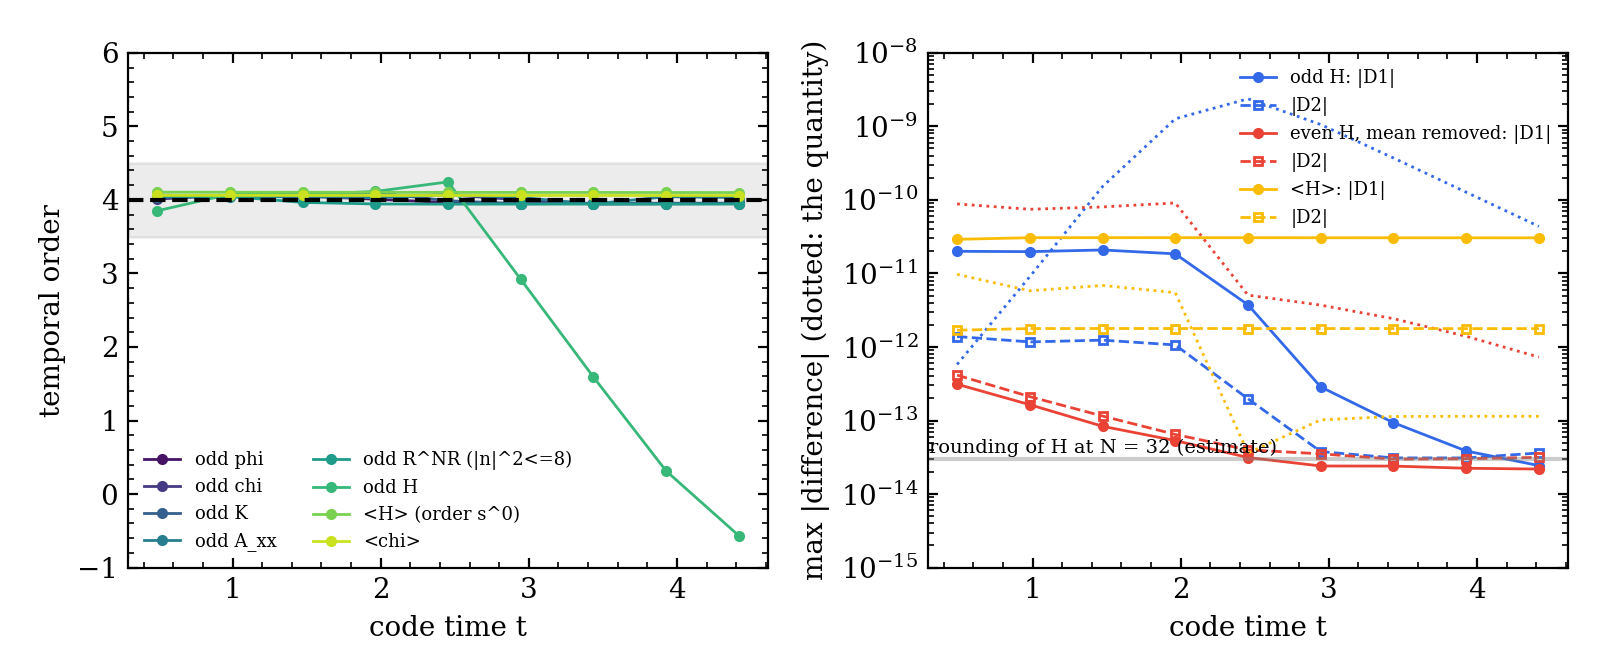 temporal order
6
5
4
3
2
1
0
−1
odd phi
odd chi
odd K
odd A_xx
odd R^NR (|n|^2<=8)
odd H
<H> (order s^0)
<chi>
1 2 3 4
code time t
max |difference| (dotted: the quantity)
10⁻⁸
10⁻⁹
10⁻¹⁰
10⁻¹¹
10⁻¹²
10⁻¹³
10⁻¹⁴
10⁻¹⁵
odd H: |D1|
|D2|
even H, mean removed: |D1|
|D2|
<H>: |D1|
|D2|
rounding of H at N = 32 (estimate)
1 2 3 4
code time t